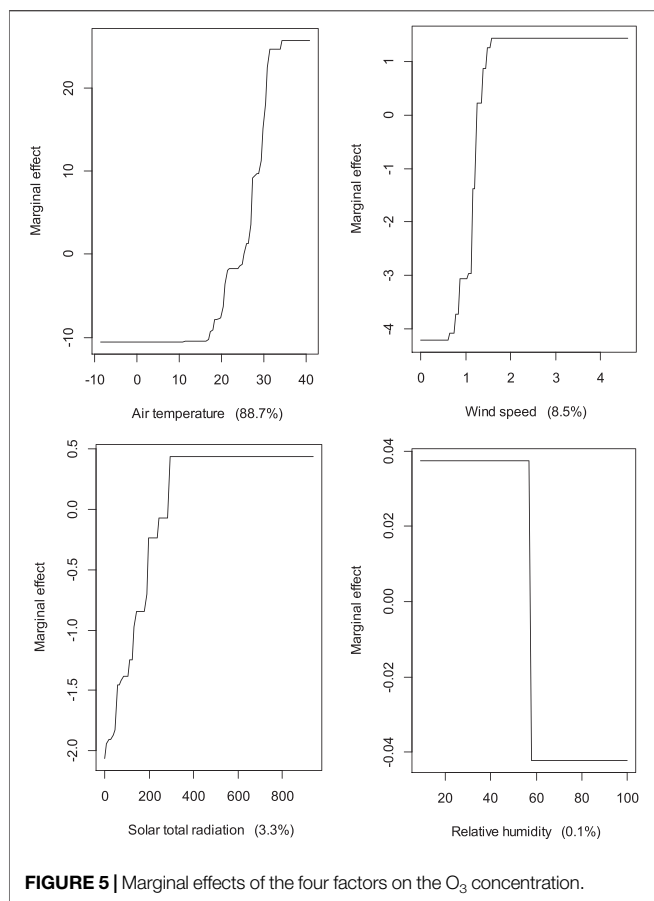 Marginal effect
20
10
0
-10
-10 0 10 20 30 40
Air temperature (88.7%)
Marginal effect
1
0
-1
-2
-3
-4
0 1 2 3 4
Wind speed (8.5%)
Marginal effect
0.5
0.0
-0.5
-1.0
-1.5
-2.0
0 200 400 600 800
Solar total radiation (3.3%)
Marginal effect
0.04
0.02
0.00
-0.02
-0.04
20 40 60 80 100
Relative humidity (0.1%)
FIGURE 5 | Marginal effects of the four factors on the O₃ concentration.